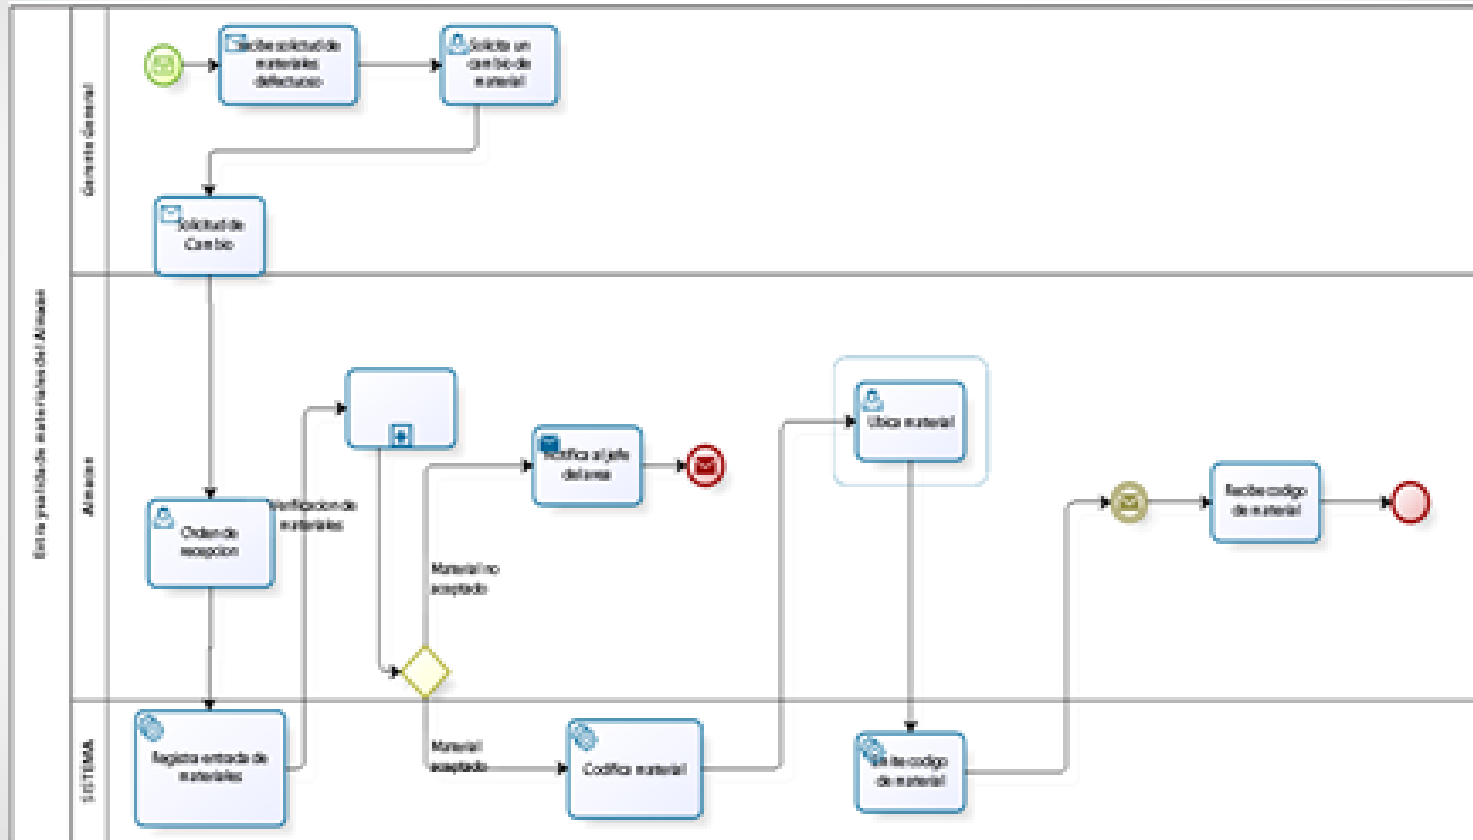 Gerente General
Recibe solicitud de
materiales
defectuoso
Solicita un
cambio de
material
Solicitud de
Cambio
Almacen
Orden de
recepcion
Verificacion de
materiales
Notifica al jefe
del area
Material no
aceptado
Ubica material
Recibe codigo
de material
SISTEMA
Registra entrada de
materiales
Material
aceptado
Codifica material
Emite codigo
de material